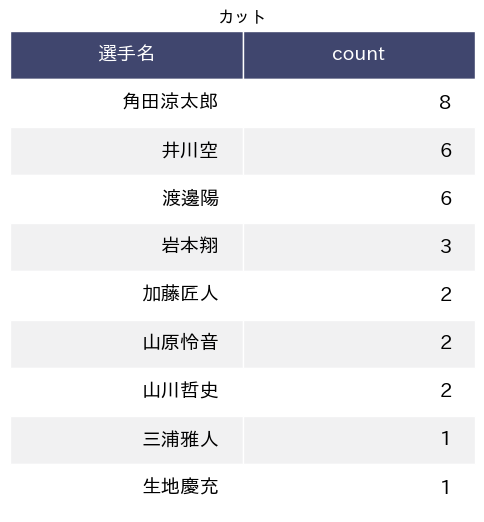 カット
選手名 count
角田涼太郎 8
井川空 6
渡邊陽 6
岩本翔 3
加藤匠人 2
山原怜音 2
山川哲史 2
三浦雅人 1
生地慶充 1